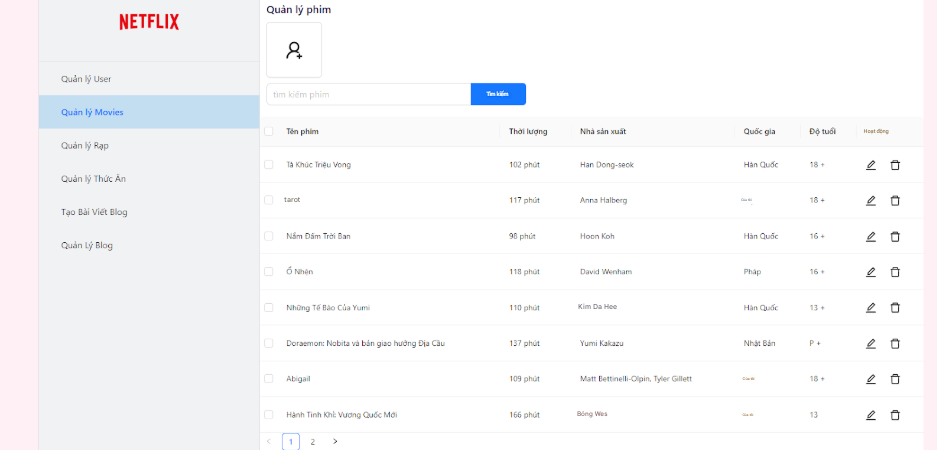 NETFLIX
Quản lý User
Quản lý Movies
Quản lý Rạp
Quản lý Thức Ăn
Tạo Bài Viết Blog
Quản Lý Blog
Quản lý phim
tìm kiếm phim
Tìm kiếm
Tên phim Thời lượng Nhà sản xuất Quốc gia Độ tuổi Hoạt động
Tà Khúc Triệu Vong 102 phút Han Dong-seok Hàn Quốc 18 +
tarot 117 phút Anna Halberg 18 +
Nắm Đấm Trời Ban 98 phút Hoon Koh Hàn Quốc 16 +
Ổ Nhện 118 phút David Wenham Pháp 16 +
Những Tế Bào Của Yumi 110 phút Kim Da Hee Hàn Quốc 13 +
Doraemon: Nobita và bản giao hưởng Địa Cầu 137 phút Yumi Kakazu Nhật Bản P +
Abigail 109 phút Matt Bettinelli-Olpin, Tyler Gillett 18 +
Hành Tinh Khỉ: Vương Quốc Mới 166 phút Bóng Wes 13
< 1 2 >